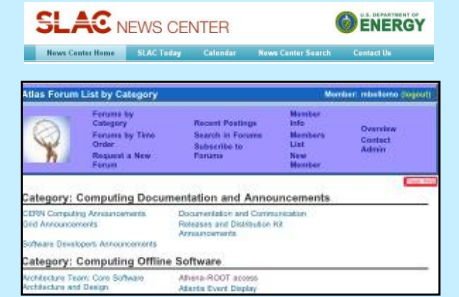 SLAC NEWS CENTER
U.S. DEPARTMENT OF
ENERGY
News Center Home SLAC Today Calendar News Center Search Contact Us
Atlas Forum List by Category Member: rbellomo (logout)
Forums by Category
Forums by Time Order
Request a New Forum
Recent Postings
Search in Forums
Subscribe to Forums
Member Info
Members List
New Member
Overview
Contact Admin
Category: Computing Documentation and Announcements
CERN Computing Announcements Documentation and Communication
Grid Announcements Releases and Distribution Kit
Announcements
Software Developers Announcements
Category: Computing Offline Software
Architecture Team: Core Software Athena-ROOT access
Architecture and Design Atlantis Event Display